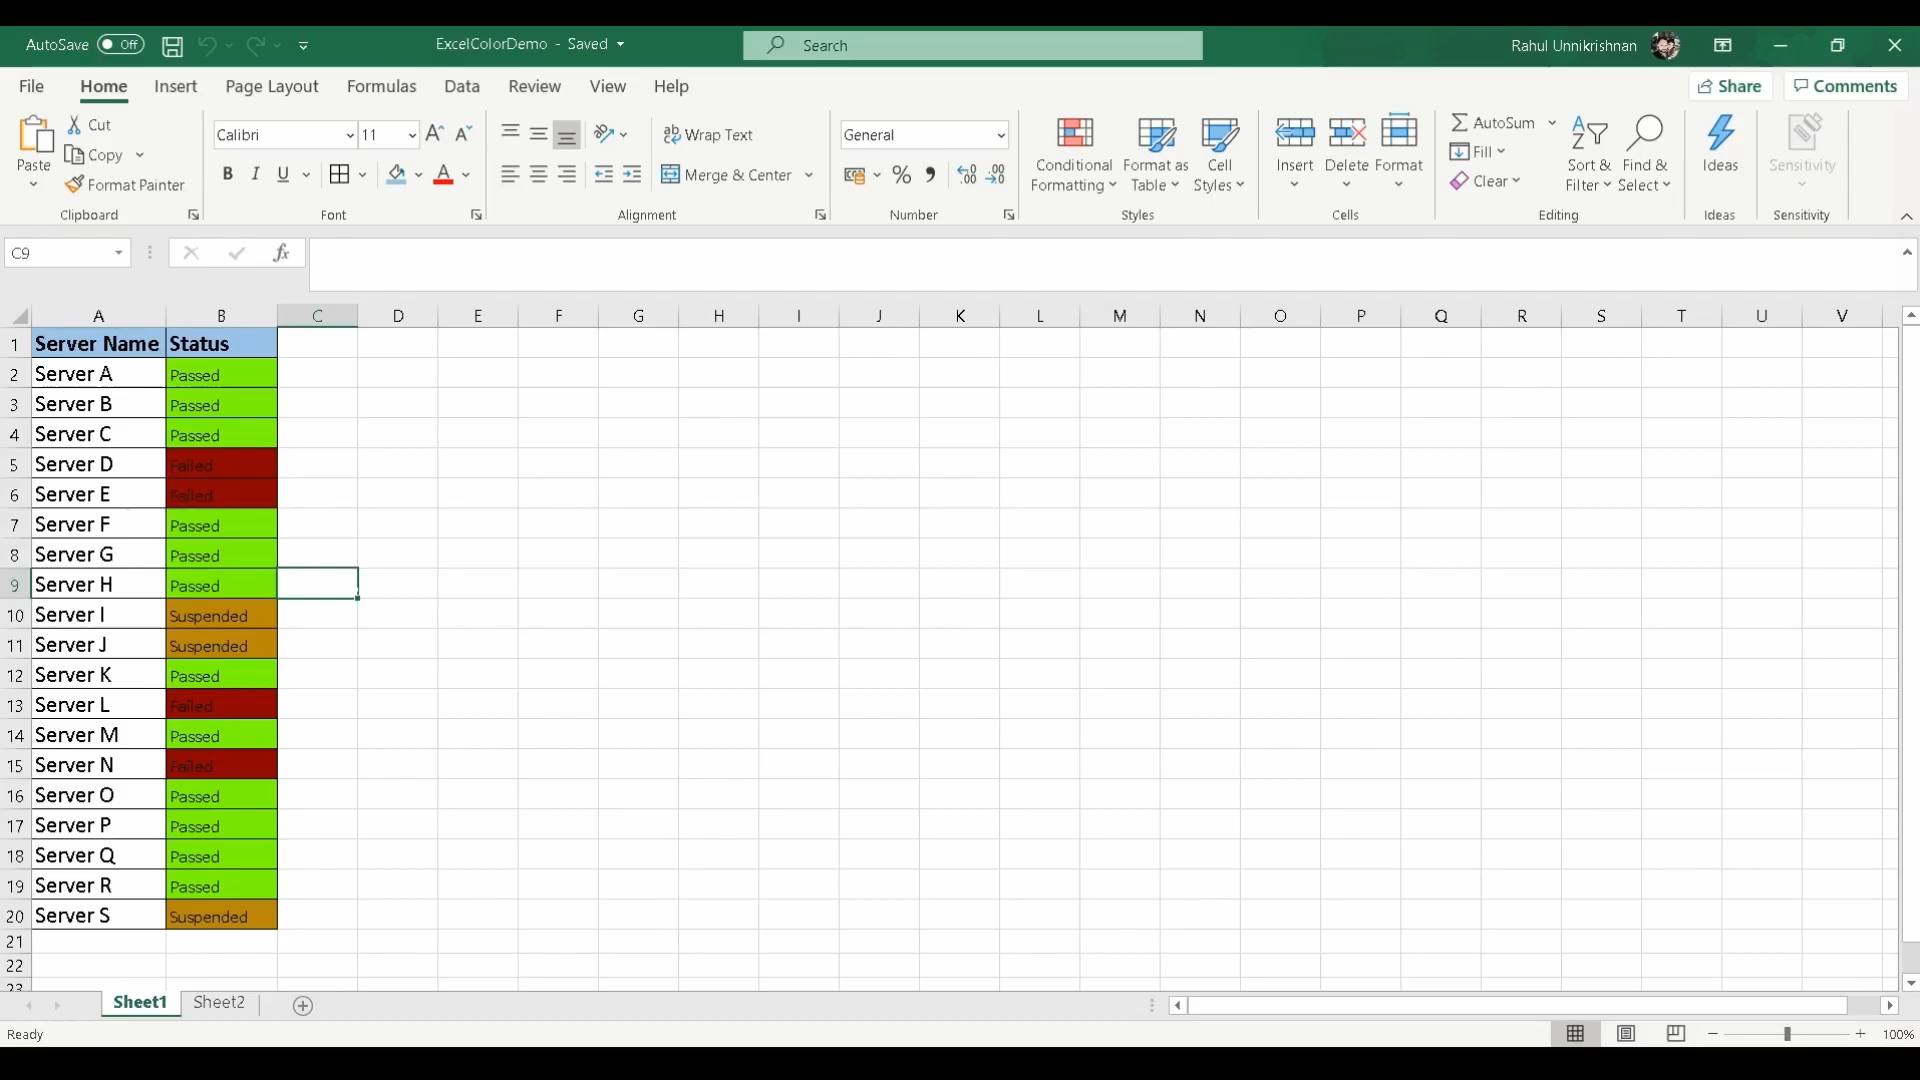 AutoSave Off ExcelColorDemo - Saved Search Rahul Unnikrishnan
File Home Insert Page Layout Formulas Data Review View Help Share Comments
Paste Cut Copy Format Painter Clipboard
Calibri 11 B I U Font
Wrap Text Merge & Center Alignment
General % Number
Conditional Formatting Format as Table Cell Styles Styles
Insert Delete Format Cells
AutoSum Fill Clear Sort & Filter Find & Select Editing
Ideas Ideas
Sensitivity Sensitivity
C9 fx
A B C D E F G H I J K L M N O P Q R S T U V
1 Server Name Status
2 Server A Passed
3 Server B Passed
4 Server C Passed
5 Server D Failed
6 Server E Failed
7 Server F Passed
8 Server G Passed
9 Server H Passed
10 Server I Suspended
11 Server J Suspended
12 Server K Passed
13 Server L Failed
14 Server M Passed
15 Server N Failed
16 Server O Passed
17 Server P Passed
18 Server Q Passed
19 Server R Passed
20 Server S Suspended
21
22
23
Sheet1 Sheet2
Ready 100%